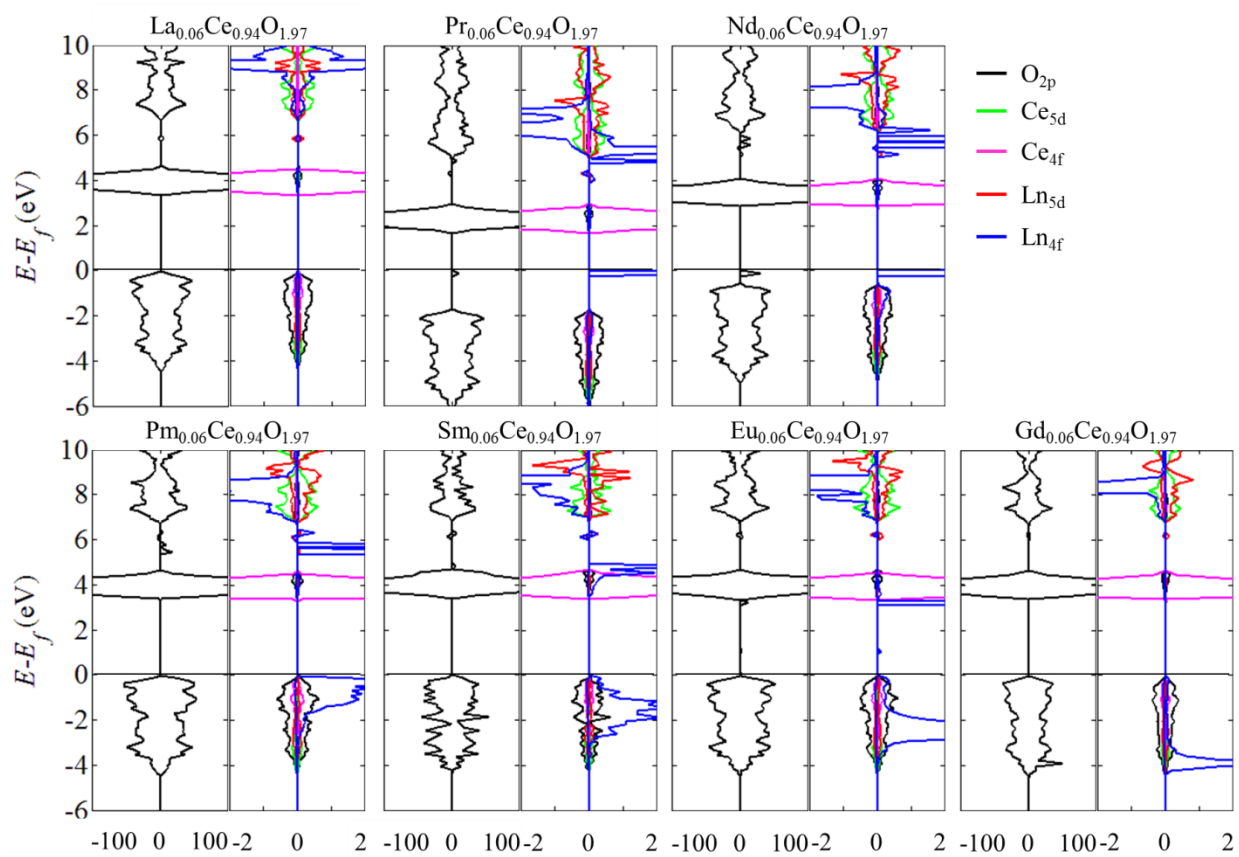 La0.06Ce0.94O1.97 Pr0.06Ce0.94O1.97 Nd0.06Ce0.94O1.97
10
8
6
4
2
0
-2
-4
-6
E-Ef(eV)
O2p
Ce5d
Ce4f
Ln5d
Ln4f
Pm0.06Ce0.94O1.97 Sm0.06Ce0.94O1.97 Eu0.06Ce0.94O1.97 Gd0.06Ce0.94O1.97
10
8
6
4
2
0
-2
-4
-6
E-Ef(eV)
-100 0 100 -2 0 2 -100 0 100 -2 0 2 -100 0 100 -2 0 2 -100 0 100 -2 0 2